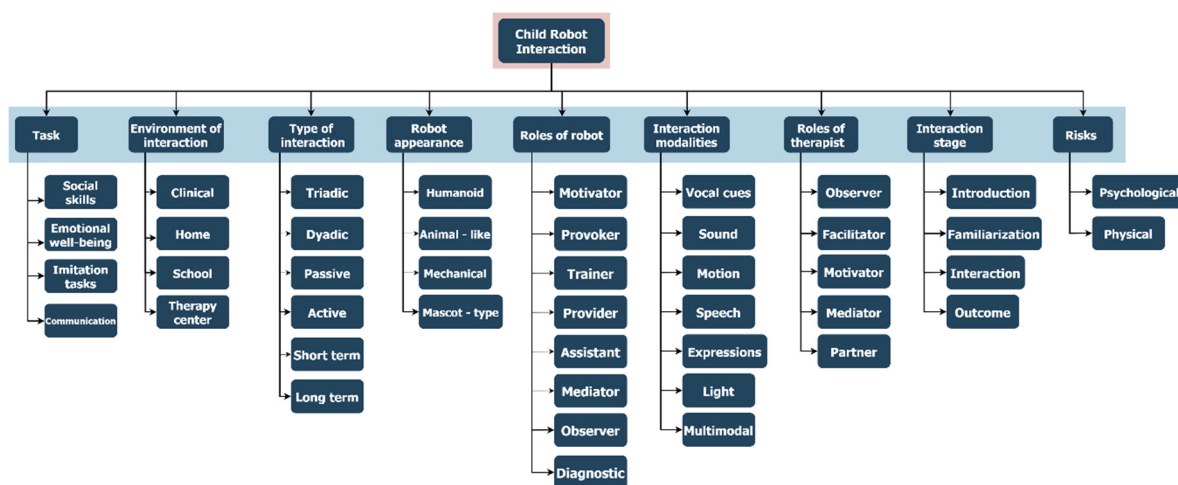 Child Robot
Interaction
Task
Environment of
interaction
Type of
interaction
Robot
appearance
Roles of robot
Interaction
modalities
Roles of
therapist
Interaction
stage
Risks
Social
skills
Emotional
well-being
Imitation
tasks
Communication
Clinical
Home
School
Therapy
center
Triadic
Dyadic
Passive
Active
Short term
Long term
Humanoid
Animal - like
Mechanical
Mascot - type
Motivator
Provoker
Trainer
Provider
Assistant
Mediator
Observer
Diagnostic
Vocal cues
Sound
Motion
Speech
Expressions
Light
Multimodal
Observer
Facilitator
Motivator
Mediator
Partner
Introduction
Familiarization
Interaction
Outcome
Psychological
Physical